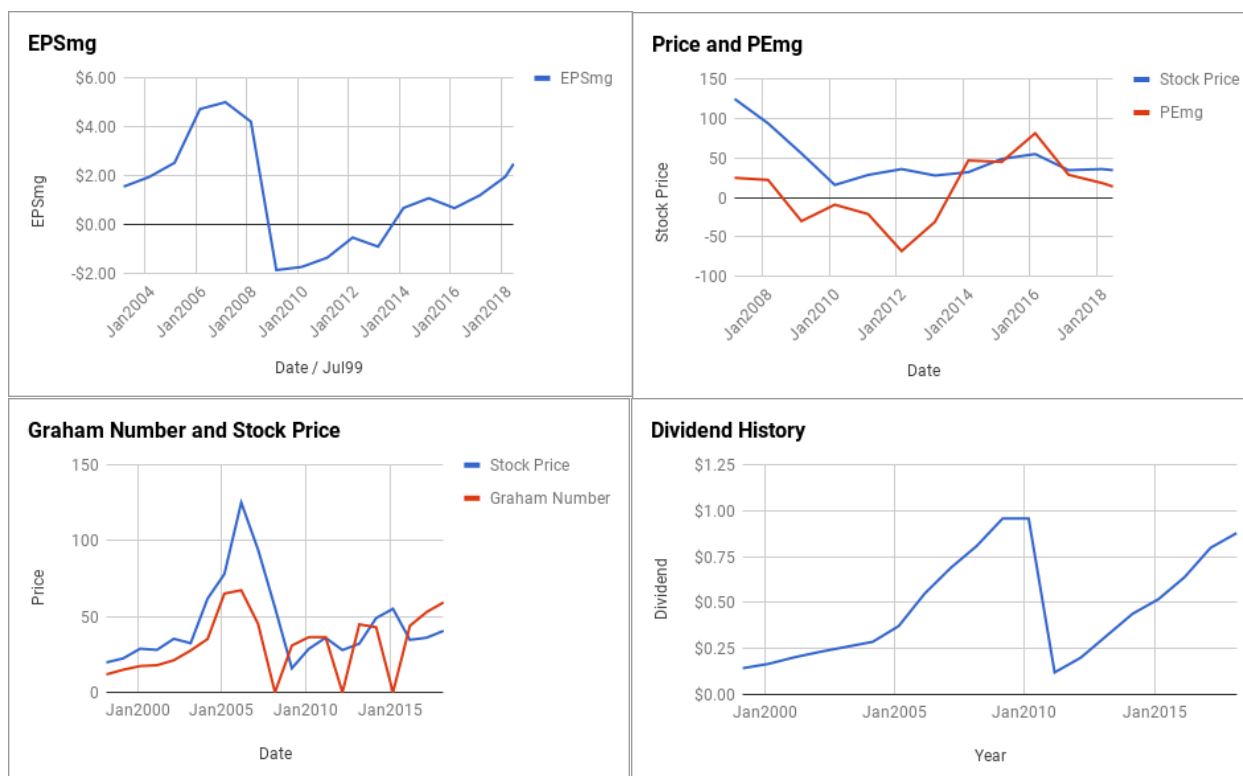 EPSmg
$6.00
$4.00
$2.00
$0.00
-$2.00
EPSmg
EPSmg
Jan2004
Jan2006
Jan2008
Jan2010
Jan2012
Jan2014
Jan2016
Jan2018
Date / Jul99
Price and PEmg
150
100
50
0
-50
-100
Stock Price
Stock Price
PEmg
Jan2008
Jan2010
Jan2012
Jan2014
Jan2016
Jan2018
Date
Graham Number and Stock Price
150
100
50
0
Price
Stock Price
Graham Number
Jan2000
Jan2005
Jan2010
Jan2015
Date
Dividend History
$1.25
$1.00
$0.75
$0.50
$0.25
$0.00
Dividend
Jan2000
Jan2005
Jan2010
Jan2015
Year